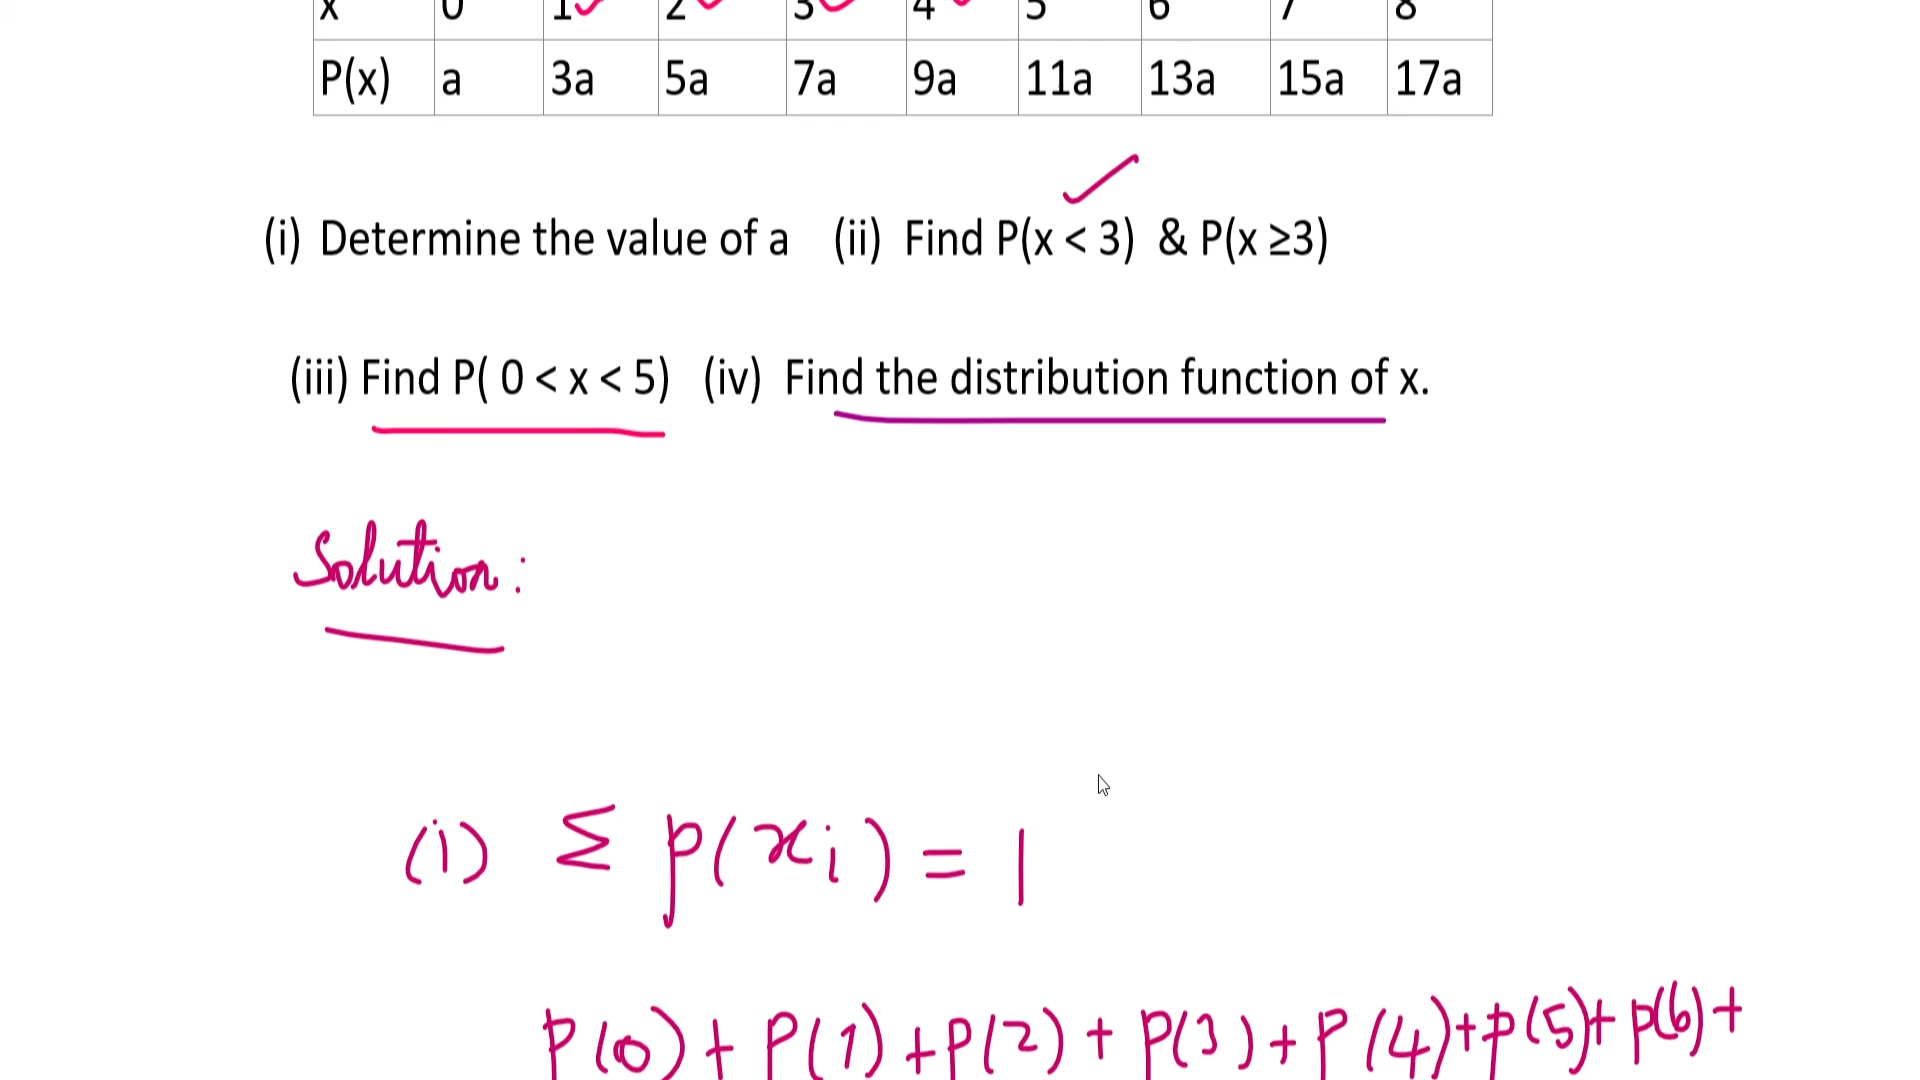 x 0 1 2 3 4 5 6 7 8
P(x) a 3a 5a 7a 9a 11a 13a 15a 17a
(i) Determine the value of a (ii) Find P(x < 3) & P(x ≥3)
(iii) Find P( 0 < x < 5) (iv) Find the distribution function of x.
Solution:
(i) Σ p(xi) = 1
P(0) + P(1) + P(2) + P(3) + P(4) + P(5) + P(6) +